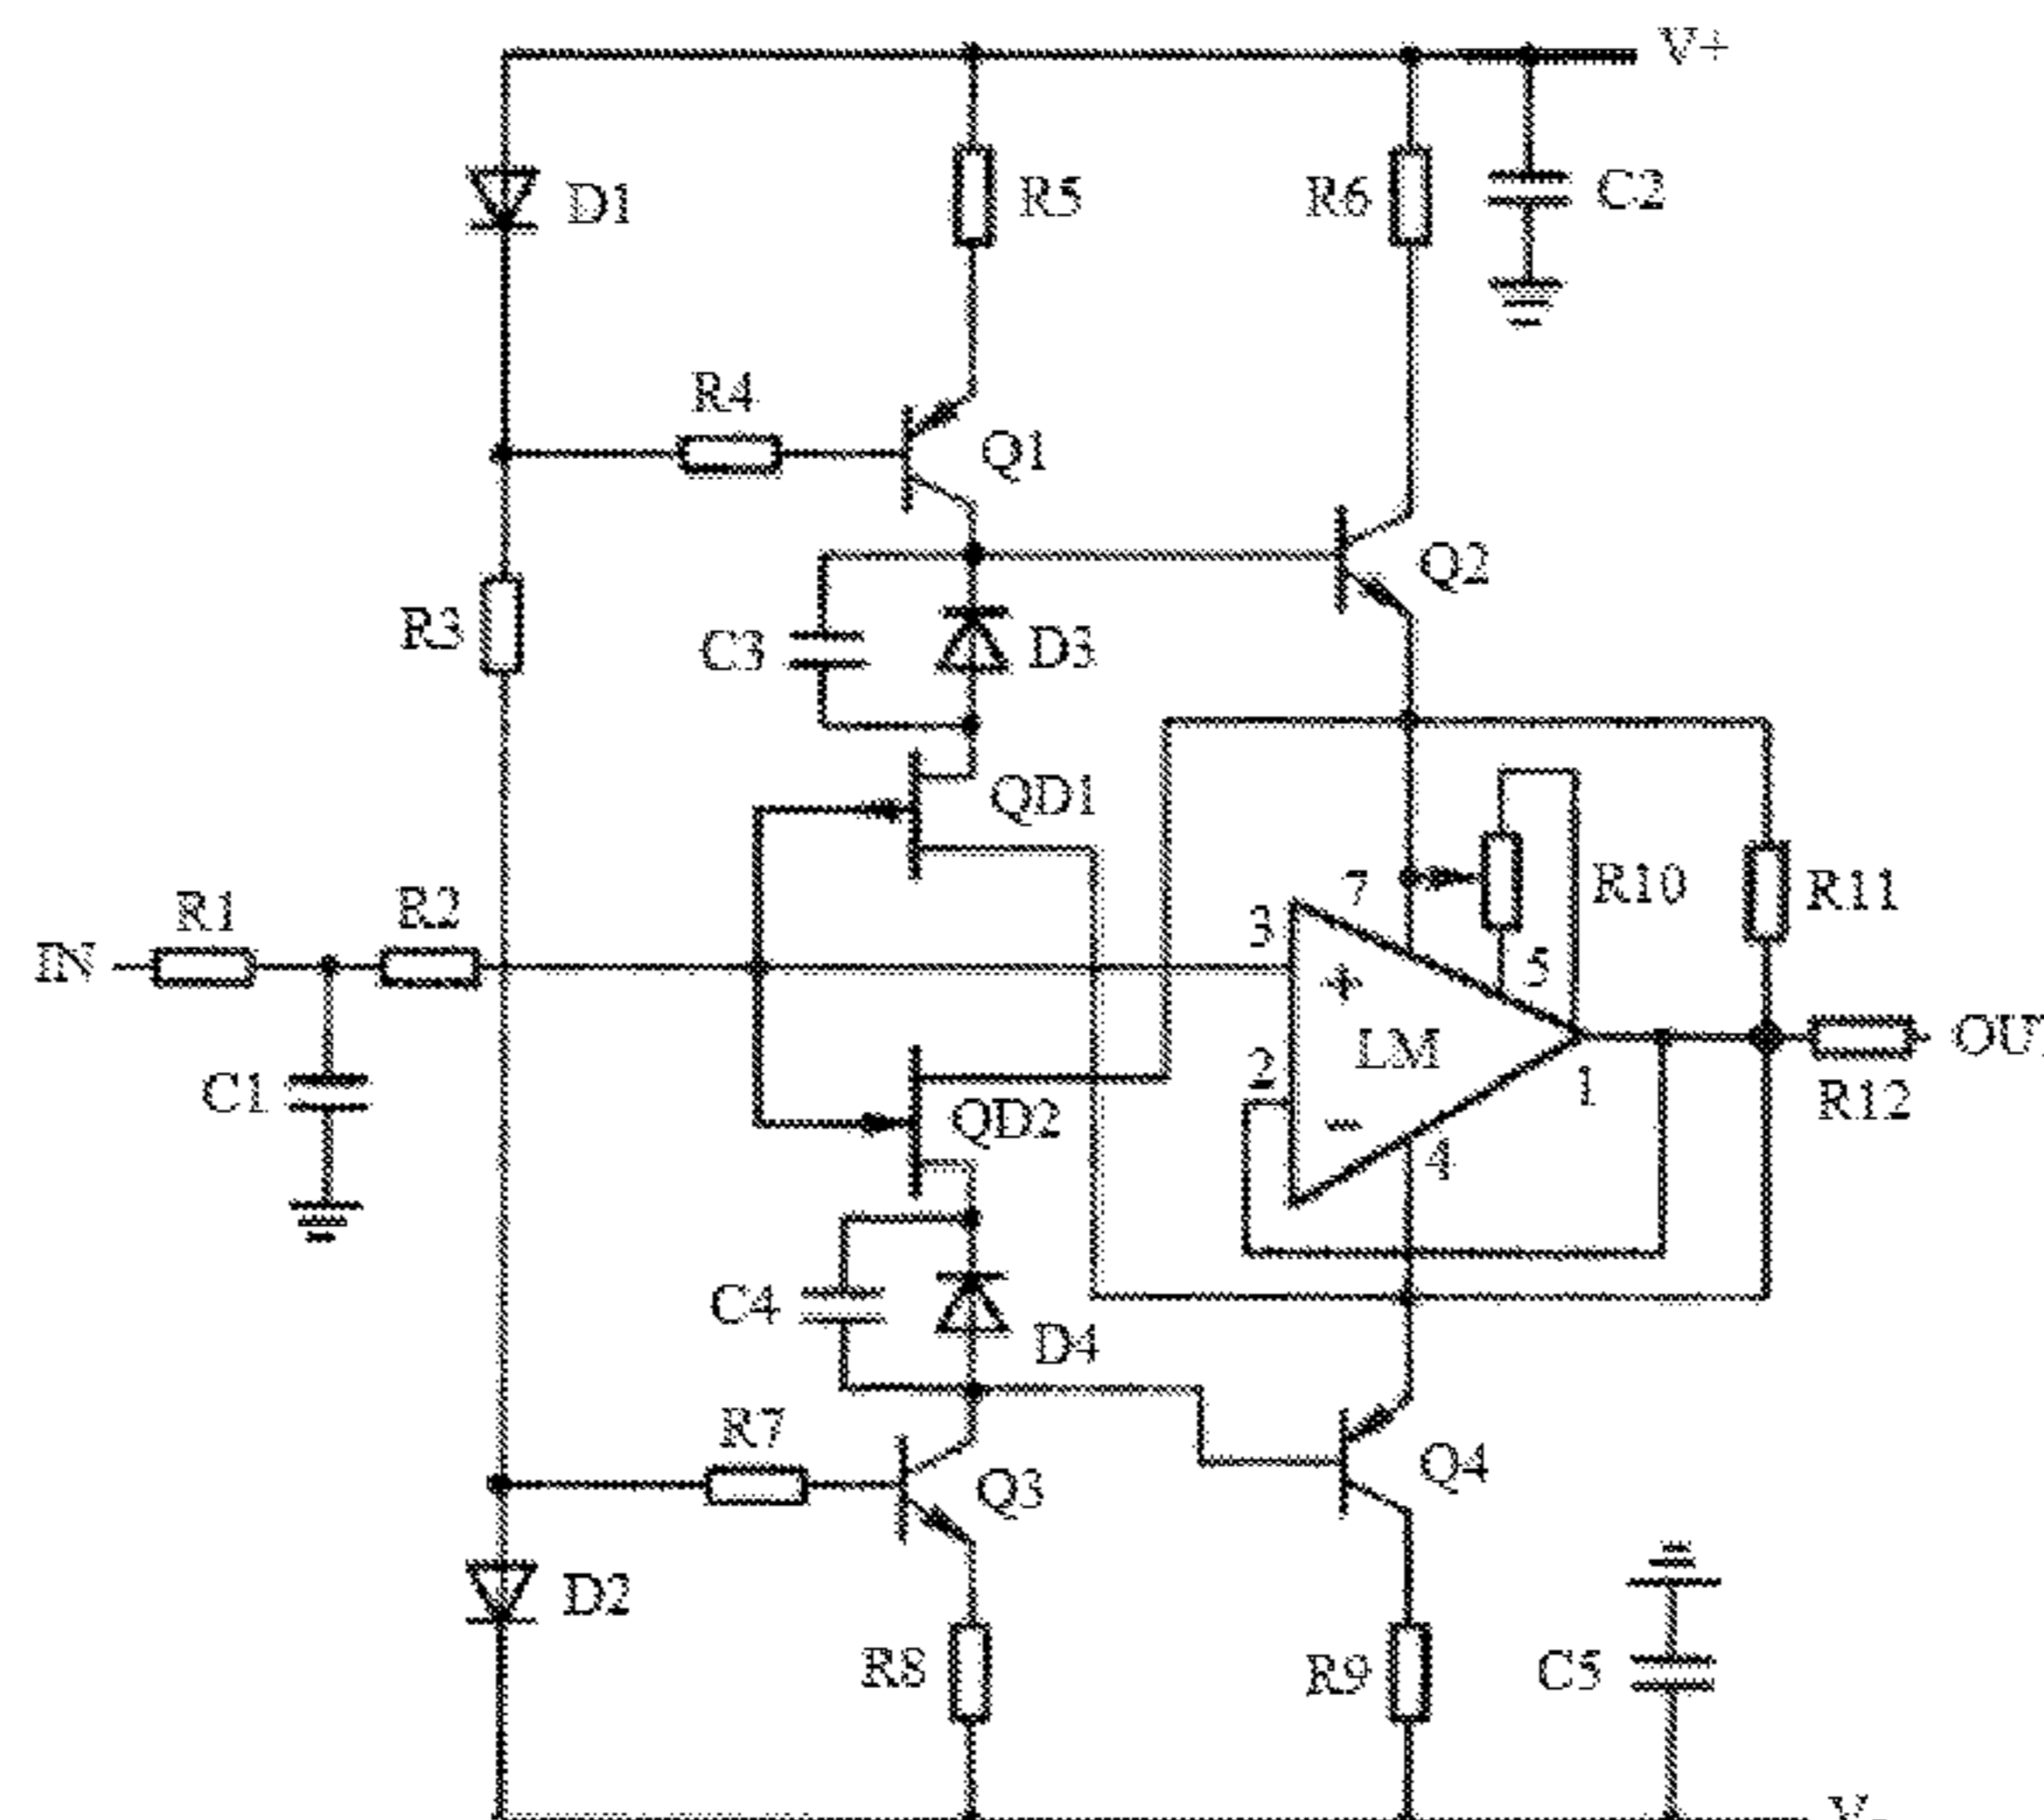 V+
D1
R5
R6
C2
R4
Q1
Q2
R3
C3
D3
QD1
R1
R2
IN
3
7
R10
R11
5
+
LM
OUT
2
−
1
R12
C1
QD2
4
C4
D4
R7
Q3
Q4
D2
R8
R9
C5